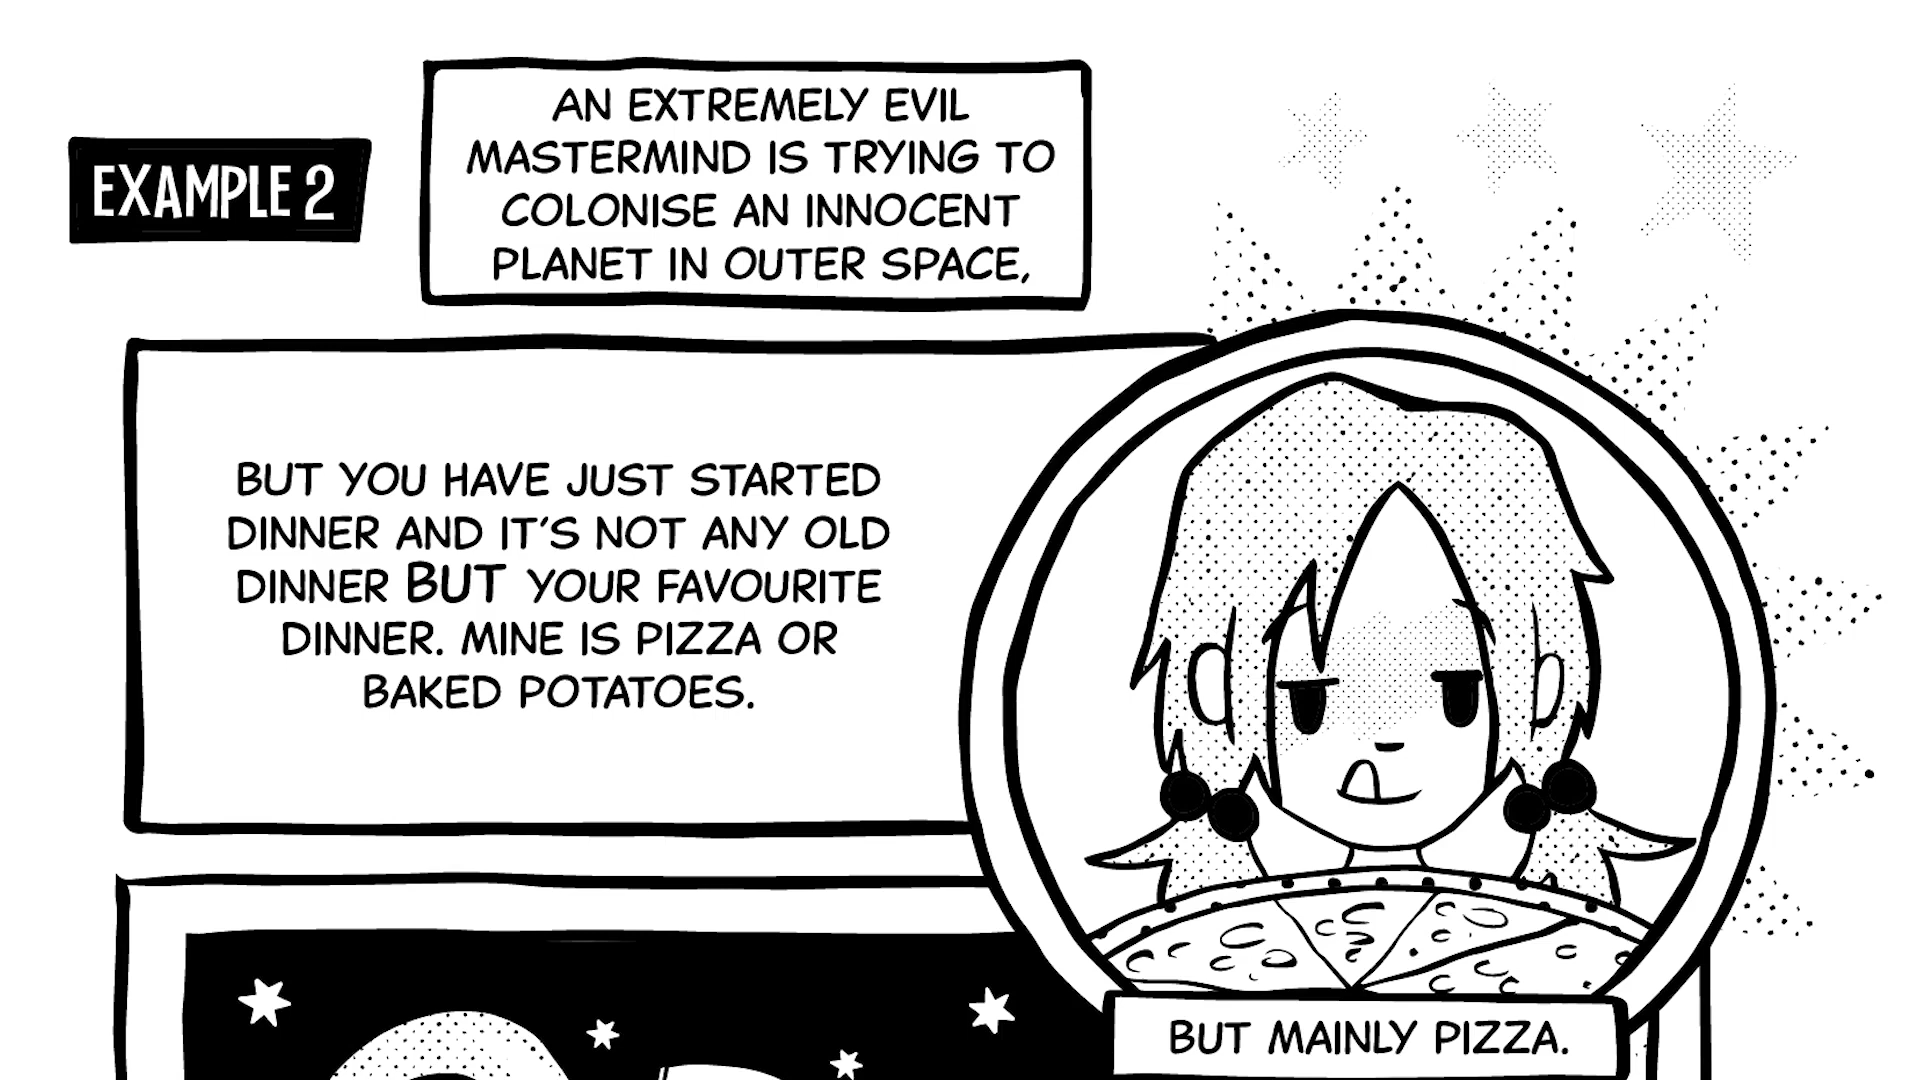 EXAMPLE 2
AN EXTREMELY EVIL
MASTERMIND IS TRYING TO
COLONISE AN INNOCENT
PLANET IN OUTER SPACE,
BUT YOU HAVE JUST STARTED
DINNER AND IT'S NOT ANY OLD
DINNER BUT YOUR FAVOURITE
DINNER. MINE IS PIZZA OR
BAKED POTATOES.
BUT MAINLY PIZZA.